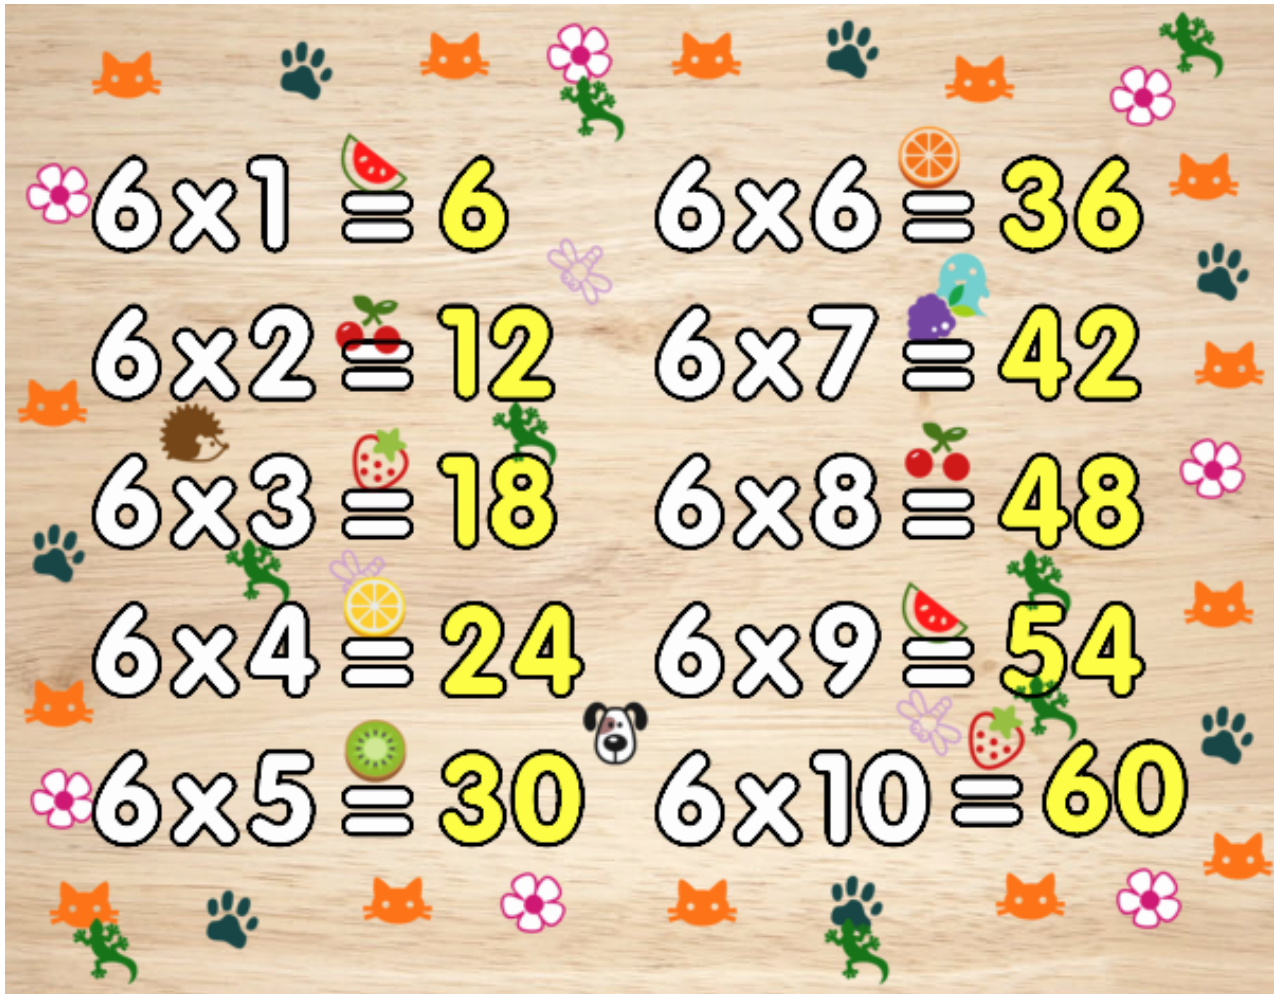 6x1 = 6
6x2 = 12
6x3 = 18
6x4 = 24
6x5 = 30
6x6 = 36
6x7 = 42
6x8 = 48
6x9 = 54
6x10 = 60